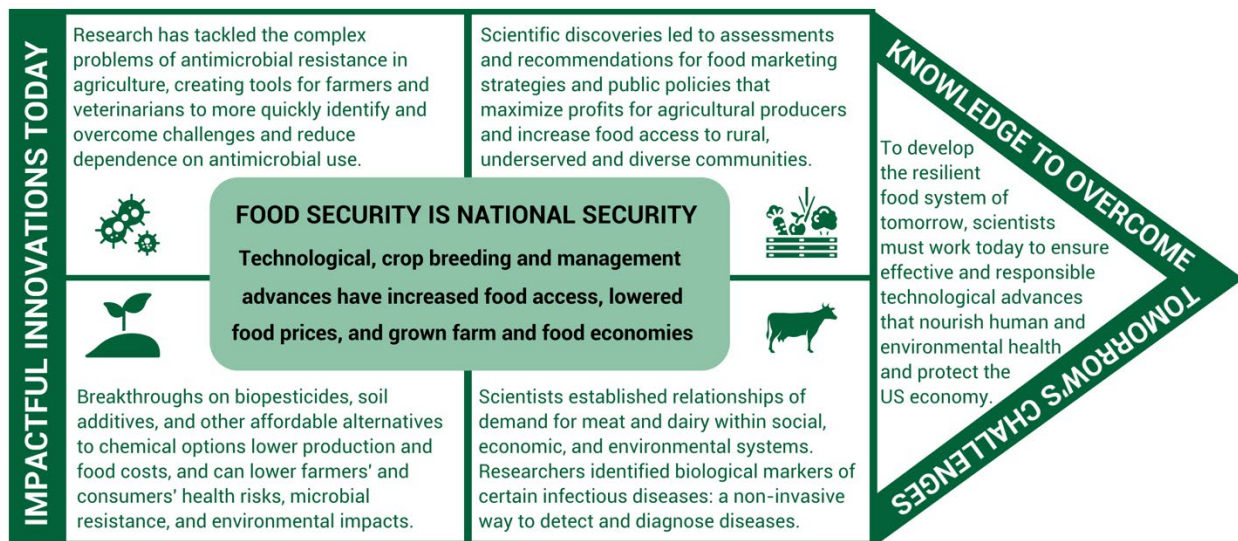 IMPACTFUL INNOVATIONS TODAY
Research has tackled the complex
problems of antimicrobial resistance in
agriculture, creating tools for farmers and
veterinarians to more quickly identify and
overcome challenges and reduce
dependence on antimicrobial use.
Scientific discoveries led to assessments
and recommendations for food marketing
strategies and public policies that
maximize profits for agricultural producers
and increase food access to rural,
underserved and diverse communities.
FOOD SECURITY IS NATIONAL SECURITY
Technological, crop breeding and management
advances have increased food access, lowered
food prices, and grown farm and food economies
Breakthroughs on biopesticides, soil
additives, and other affordable alternatives
to chemical options lower production and
food costs, and can lower farmers' and
consumers' health risks, microbial
resistance, and environmental impacts.
Scientists established relationships of
demand for meat and dairy within social,
economic, and environmental systems.
Researchers identified biological markers of
certain infectious diseases: a non-invasive
way to detect and diagnose diseases.
KNOWLEDGE TO OVERCOME
TOMORROW'S CHALLENGES
To develop
the resilient
food system of
tomorrow, scientists
must work today to ensure
effective and responsible
technological advances
that nourish human and
environmental health
and protect the
US economy.